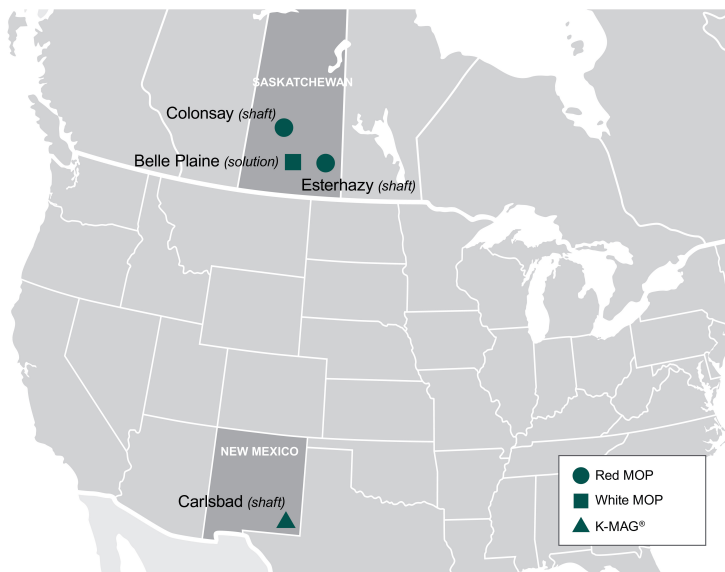 SASKATCHEWAN
Colonsay (shaft)
Belle Plaine (solution)
Esterhazy (shaft)
NEW MEXICO
Carlsbad (shaft)
Red MOP
White MOP
K-MAG®